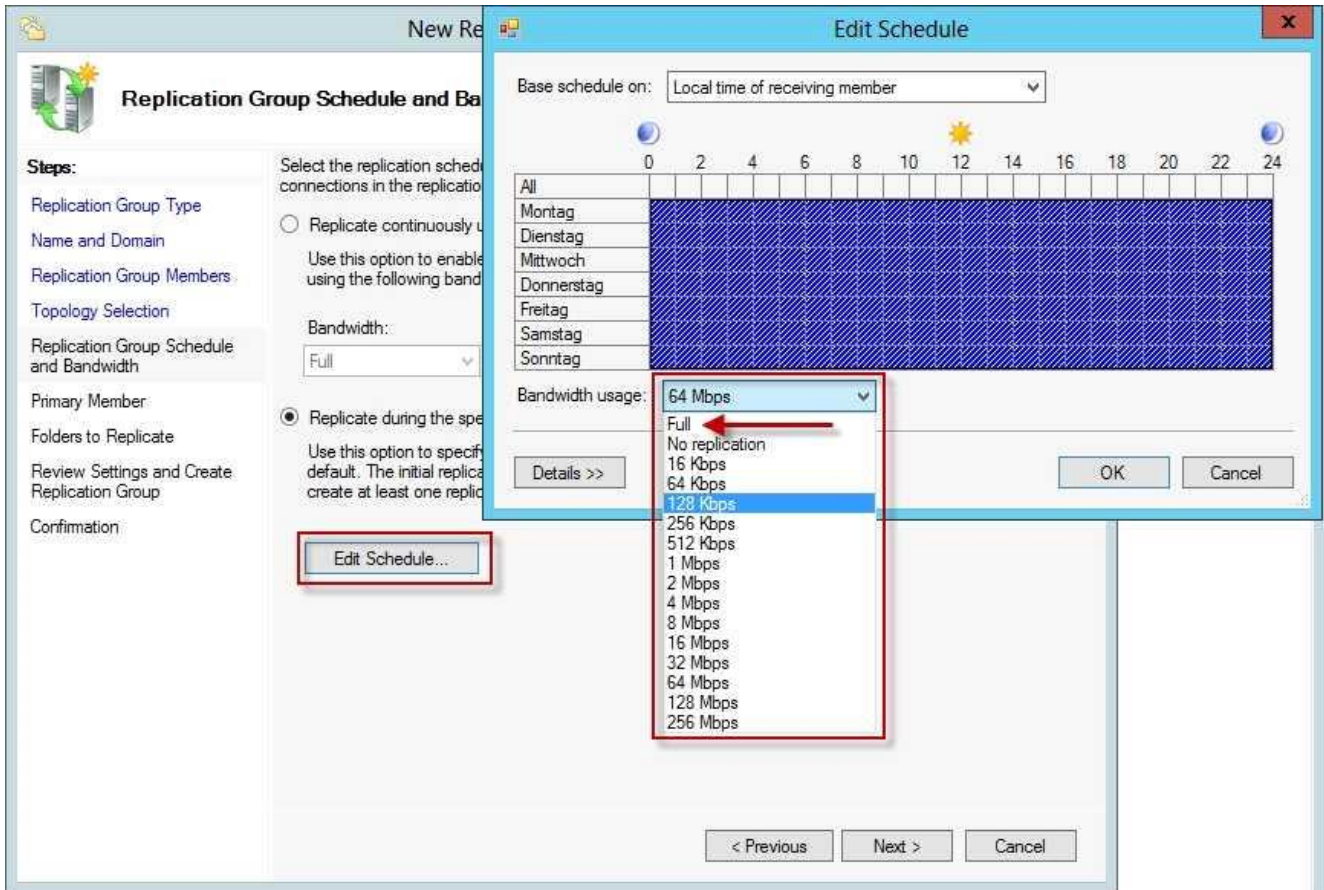 New Re
Replication Group Schedule and Ba
Steps:
Replication Group Type
Name and Domain
Replication Group Members
Topology Selection
Replication Group Schedule
and Bandwidth
Primary Member
Folders to Replicate
Review Settings and Create
Replication Group
Confirmation
Select the replication schedu
connections in the replicatio
Replicate continuously u
Use this option to enable
using the following band
Bandwidth:
Full
Replicate during the spe
Use this option to specify
default. The initial replica
create at least one replic
Edit Schedule...
< Previous
Next >
Cancel
Edit Schedule
x
Base schedule on:
Local time of receiving member
0 2 4 6 8 10 12 14 16 18 20 22 24
All
Montag
Dienstag
Mittwoch
Donnerstag
Freitag
Samstag
Sonntag
Bandwidth usage:
64 Mbps
Full
No replication
16 Kbps
64 Kbps
128 Kbps
256 Kbps
512 Kbps
1 Mbps
2 Mbps
4 Mbps
8 Mbps
16 Mbps
32 Mbps
64 Mbps
128 Mbps
256 Mbps
Details >>
OK
Cancel